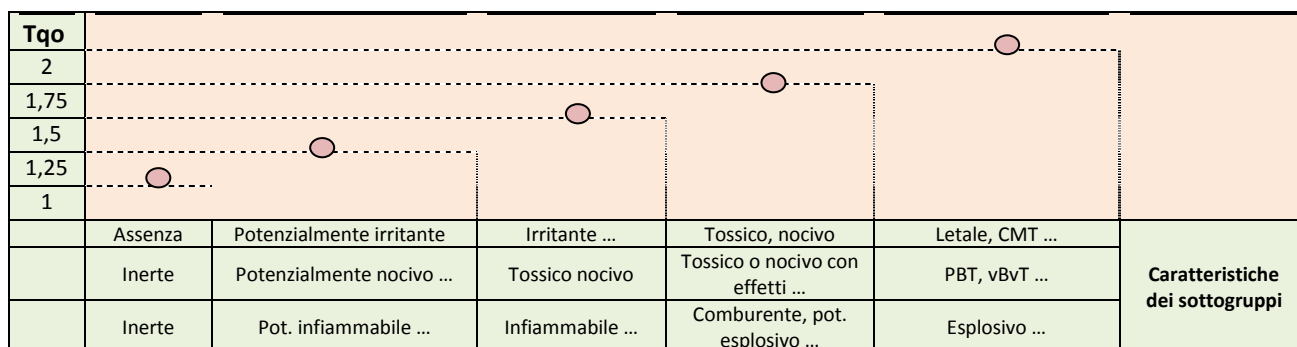 Tqo
2
1,75
1,5
1,25
1
Assenza Potenzialmente irritante Irritante … Tossico, nocivo Letale, CMT …
Inerte Potenzialmente nocivo … Tossico nocivo Tossico o nocivo con effetti … PBT, vBvT … Caratteristiche dei sottogruppi
Inerte Pot. infiammabile … Infiammabile … Comburente, pot. esplosivo … Esplosivo …